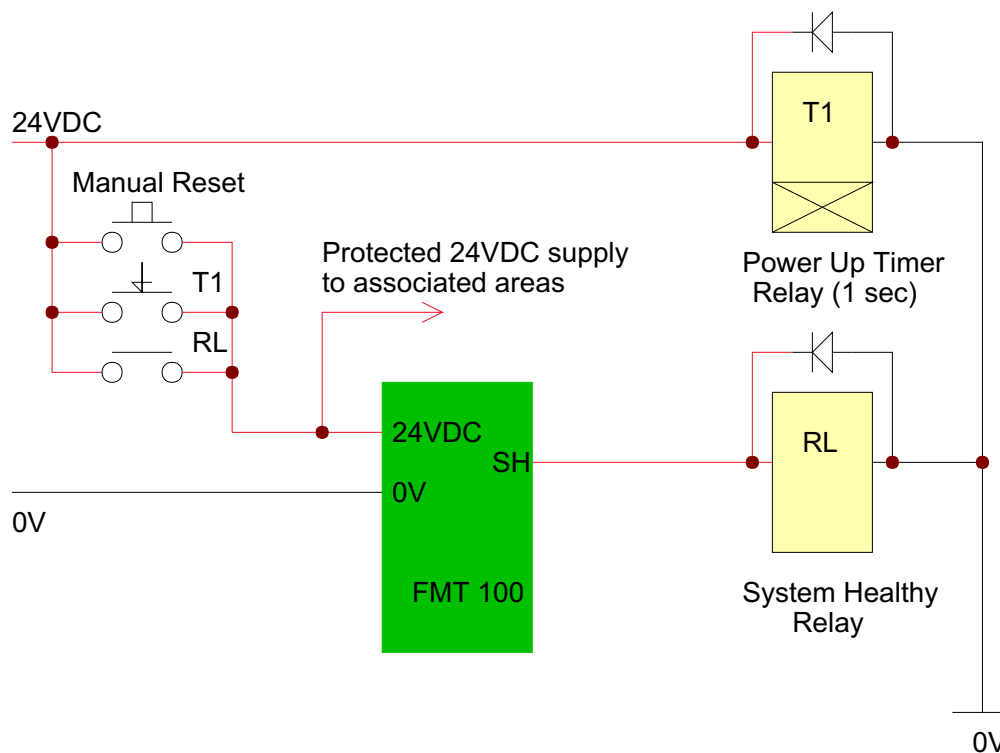 24VDC
T1
Manual Reset
Protected 24VDC supply
to associated areas
T1
Power Up Timer
Relay (1 sec)
RL
24VDC
SH
RL
0V
0V
FMT 100
System Healthy
Relay
0V